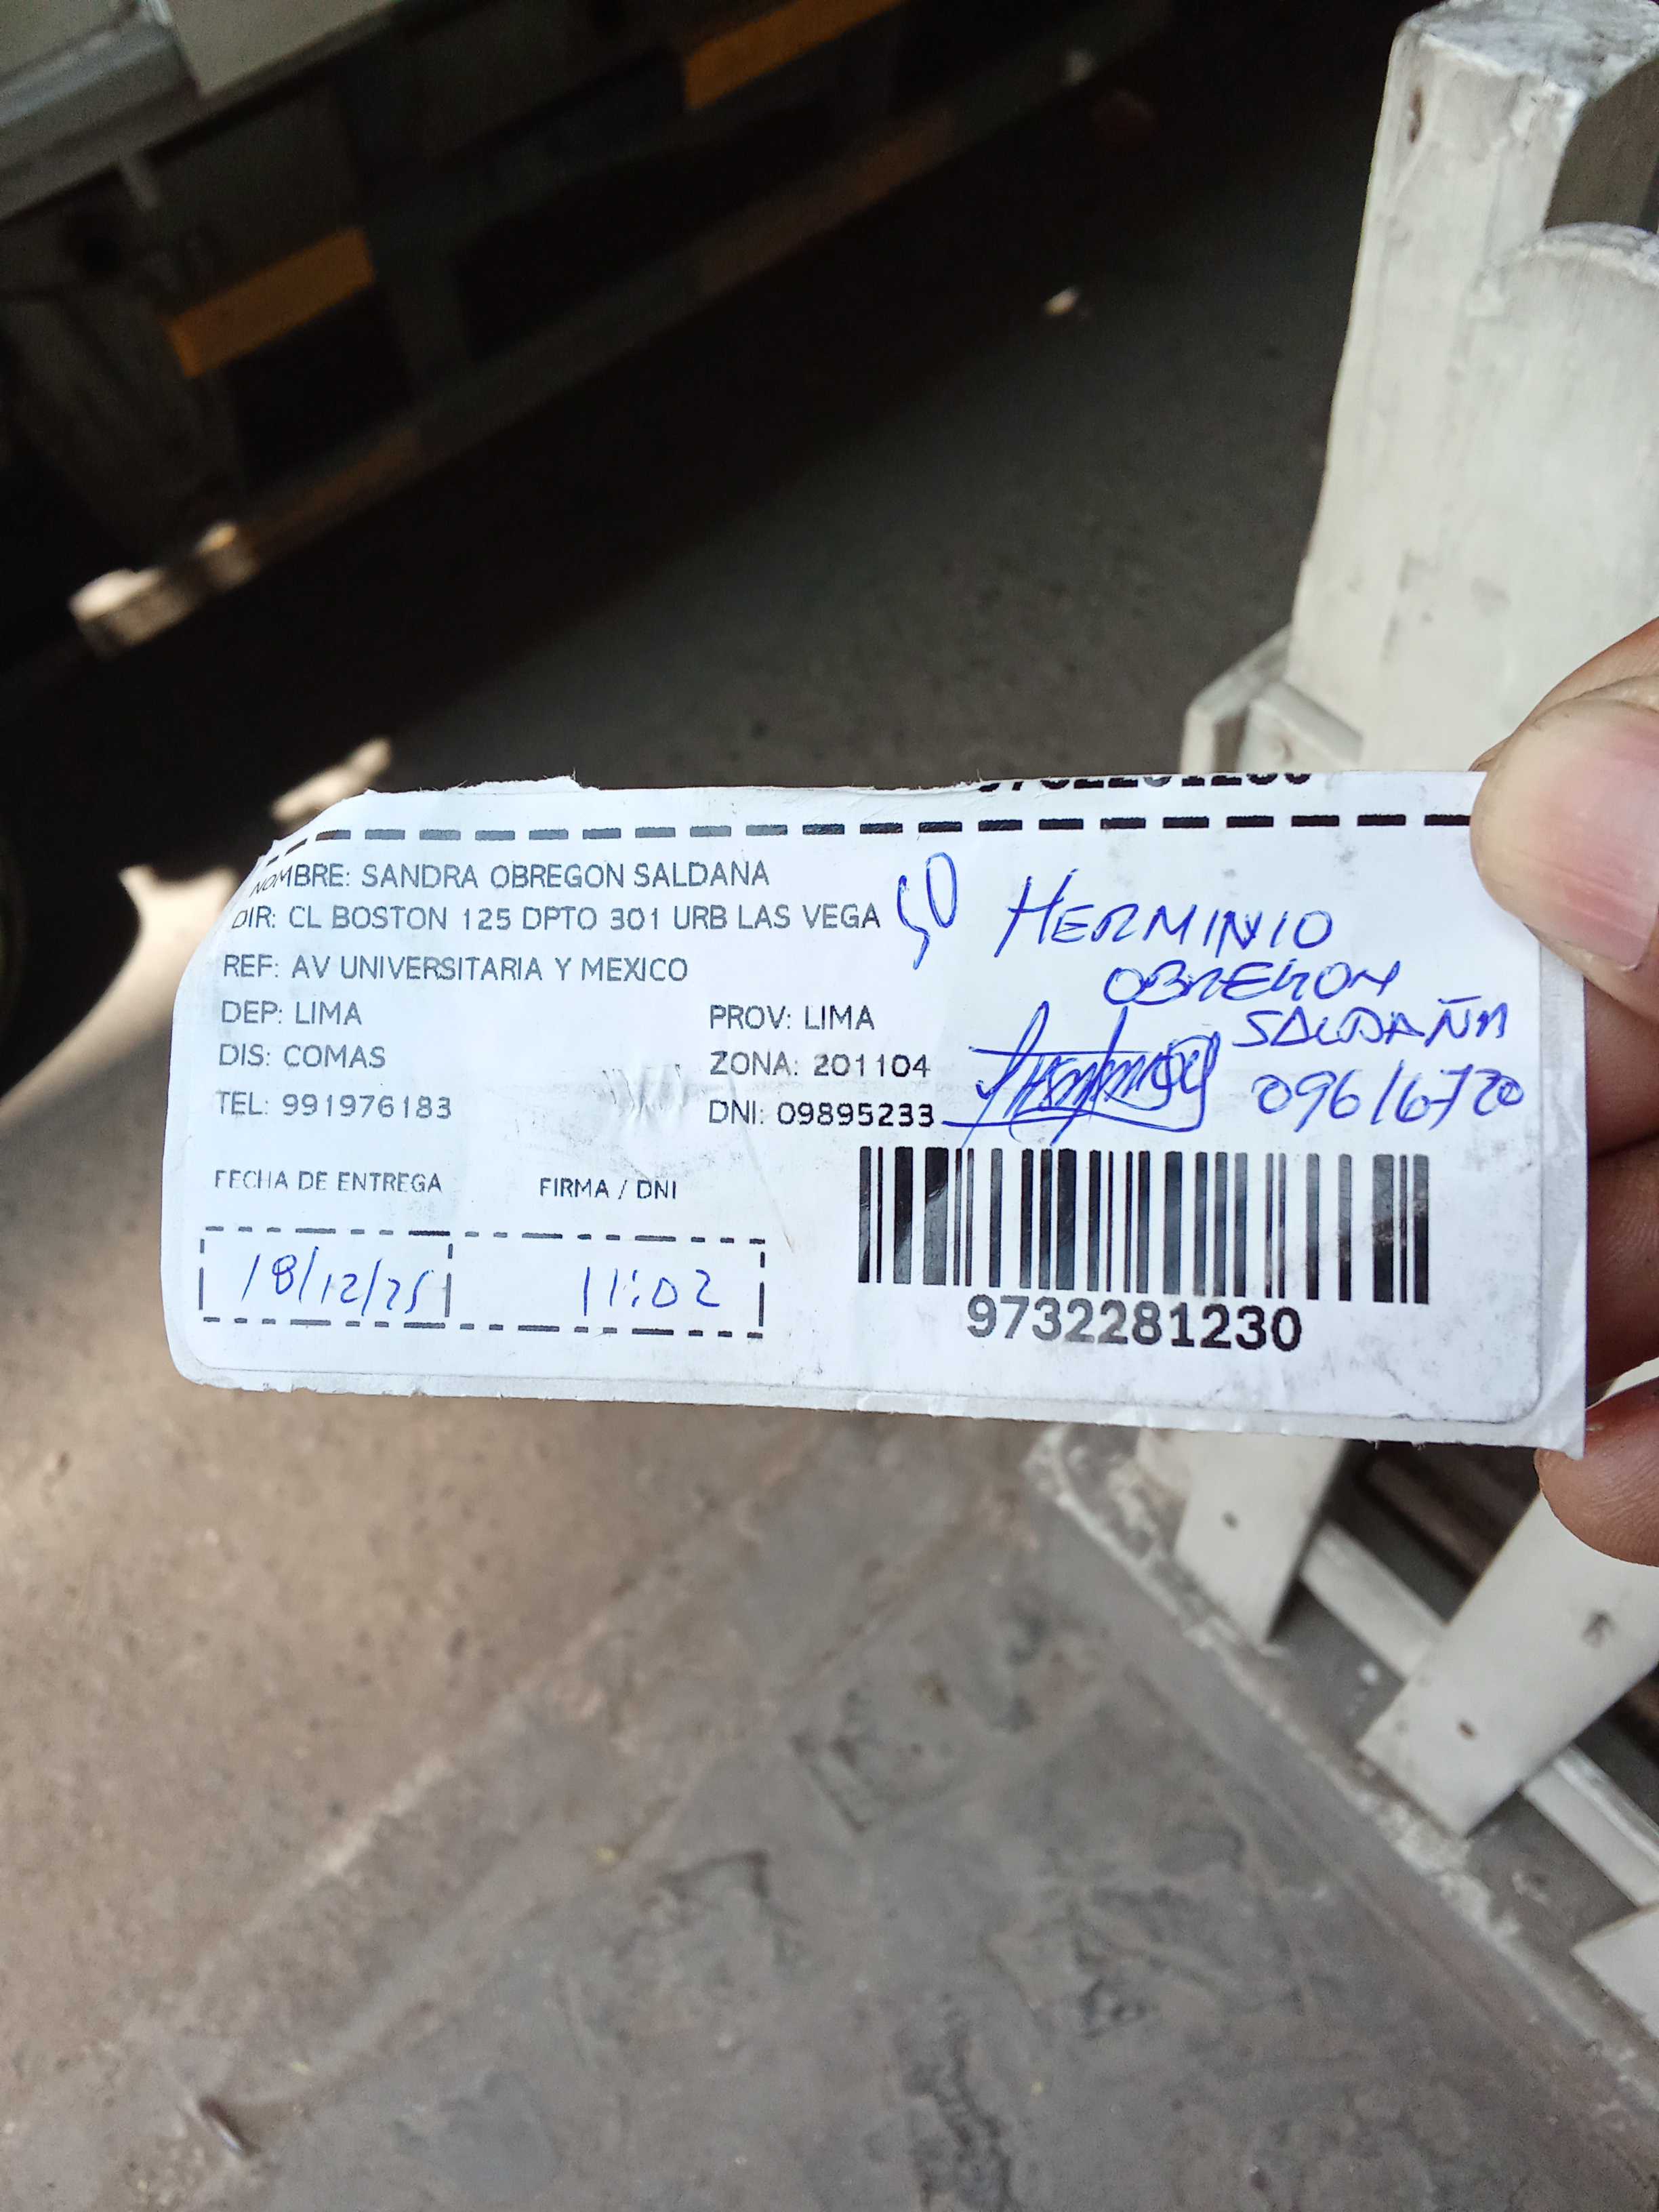 NOMBRE: SANDRA OBREGON SALDANA
DIR: CL BOSTON 125 DPTO 301 URB LAS VEGA
REF: AV UNIVERSITARIA Y MEXICO
DEP: LIMA PROV: LIMA
DIS: COMAS ZONA: 201104
TEL: 991976183 DNI: 09895233
HERMINIO
OBREGON
SALDAÑA
09616720
FECHA DE ENTREGA FIRMA / DNI
18/12/25 11:02
9732281230